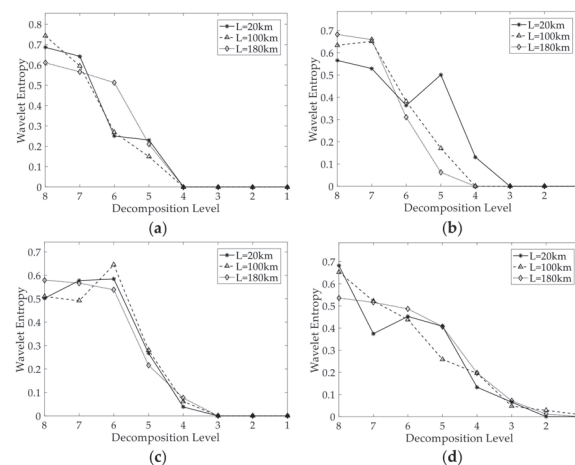 L=20km
L=100km
L=180km
Wavelet Entropy
0.7
0.6
0.5
0.4
0.3
0.2
0.1
0
8 7 6 5 4 3 2 1
Decomposition Level
(a)
L=20km
L=100km
L=180km
Wavelet Entropy
0.7
0.6
0.5
0.4
0.3
0.2
0.1
0
8 7 6 5 4 3 2
Decomposition Level
(b)
L=20km
L=100km
L=180km
Wavelet Entropy
0.7
0.6
0.5
0.4
0.3
0.2
0.1
0
8 7 6 5 4 3 2 1
Decomposition Level
(c)
L=20km
L=100km
L=180km
Wavelet Entropy
0.7
0.6
0.5
0.4
0.3
0.2
0.1
0
8 7 6 5 4 3 2
Decomposition Level
(d)